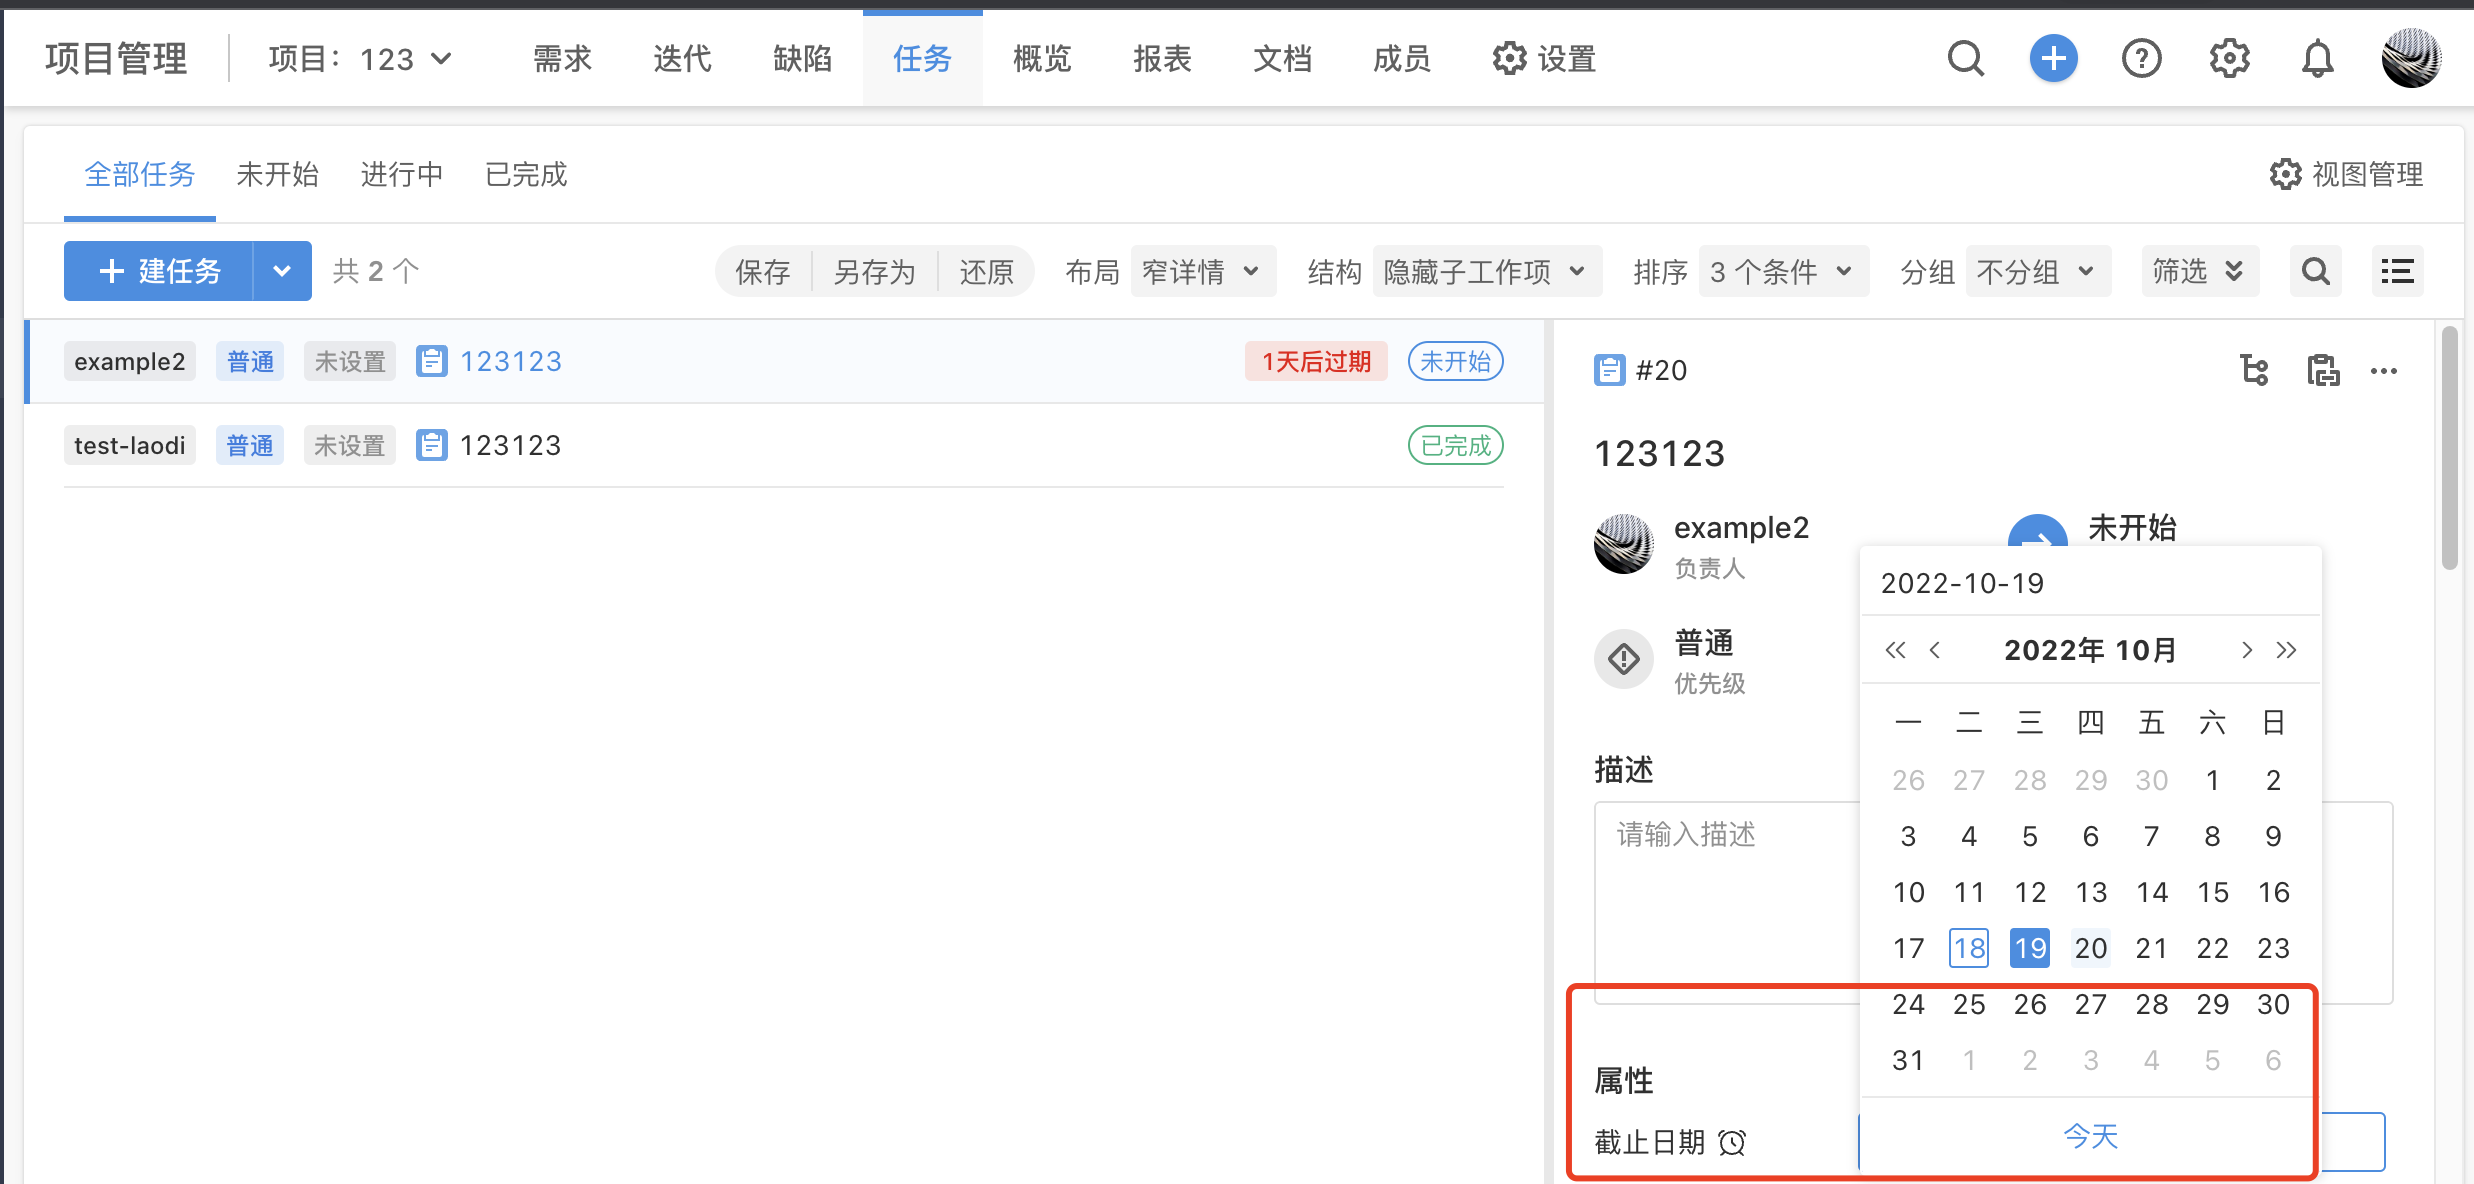 项目管理
项目：123
需求 迭代 缺陷 任务 概览 报表 文档 成员 设置
全部任务 未开始 进行中 已完成
视图管理
建任务
共 2 个
保存 另存为 还原
布局 窄详情
结构 隐藏子工作项
排序 3 个条件
分组 不分组
筛选
example2 普通 未设置 123123 1天后过期 未开始
test-laodi 普通 未设置 123123 已完成
#20
123123
example2
负责人
未开始
普通
优先级
描述
请输入描述
属性
截止日期
2022-10-19
2022年 10月
一 二 三 四 五 六 日
26 27 28 29 30 1 2
3 4 5 6 7 8 9
10 11 12 13 14 15 16
17 18 19 20 21 22 23
24 25 26 27 28 29 30
31 1 2 3 4 5 6
今天